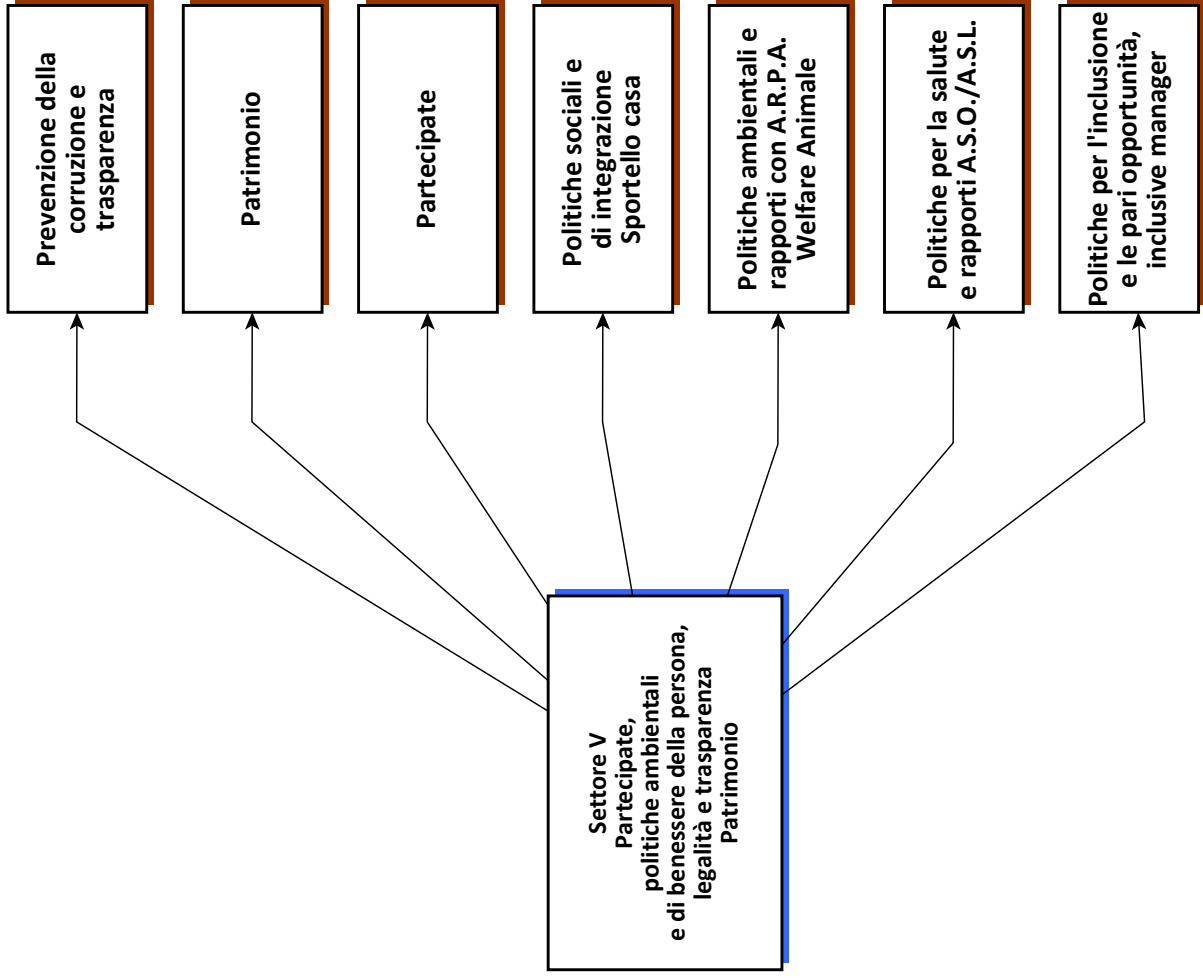 Settore V
Partecipate,
politiche ambientali
e di benessere della persona,
legalità e trasparenza
Patrimonio
Prevenzione della
corruzione e
trasparenza
Patrimonio
Partecipate
Politiche sociali e
di integrazione
Sportello casa
Politiche ambientali e
rapporti con A.R.P.A.
Welfare Animale
Politiche per la salute
e rapporti A.S.O./A.S.L.
Politiche per l'inclusione
e le pari opportunità,
inclusive manager